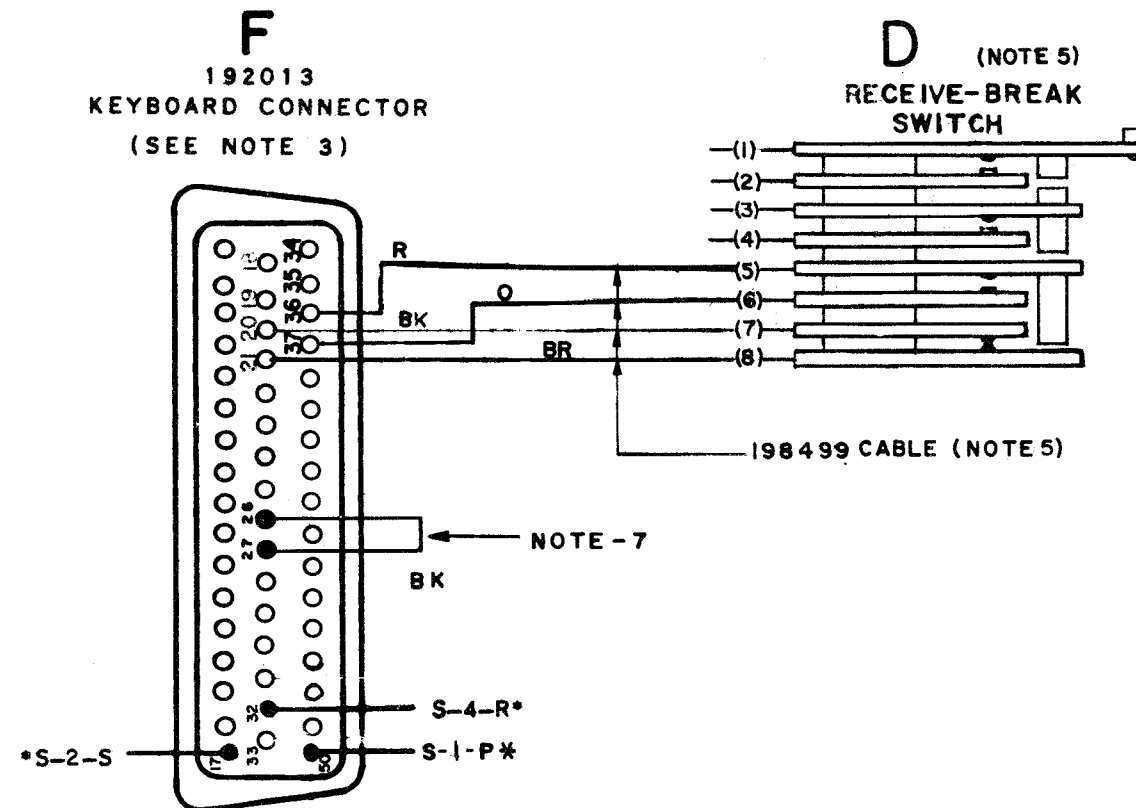 F
192013
KEYBOARD CONNECTOR
(SEE NOTE 3)
D (NOTE 5)
RECEIVE-BREAK
SWITCH
(1)
(2)
(3)
(4)
(5)
(6)
(7)
(8)
R
O
BK
BR
18
19
20
21
34
35
36
37
198499 CABLE (NOTE 5)
26
27
NOTE-7
BK
32
S-4-R*
33
*S-2-S
17
50
S-1-P*